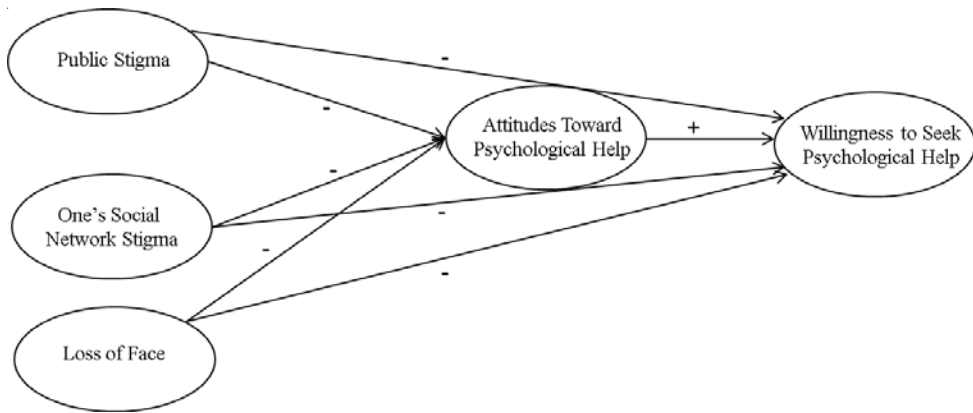 Public Stigma
-
-
Attitudes Toward
Psychological Help
+
Willingness to Seek
Psychological Help
-
One's Social
Network Stigma
-
-
-
Loss of Face